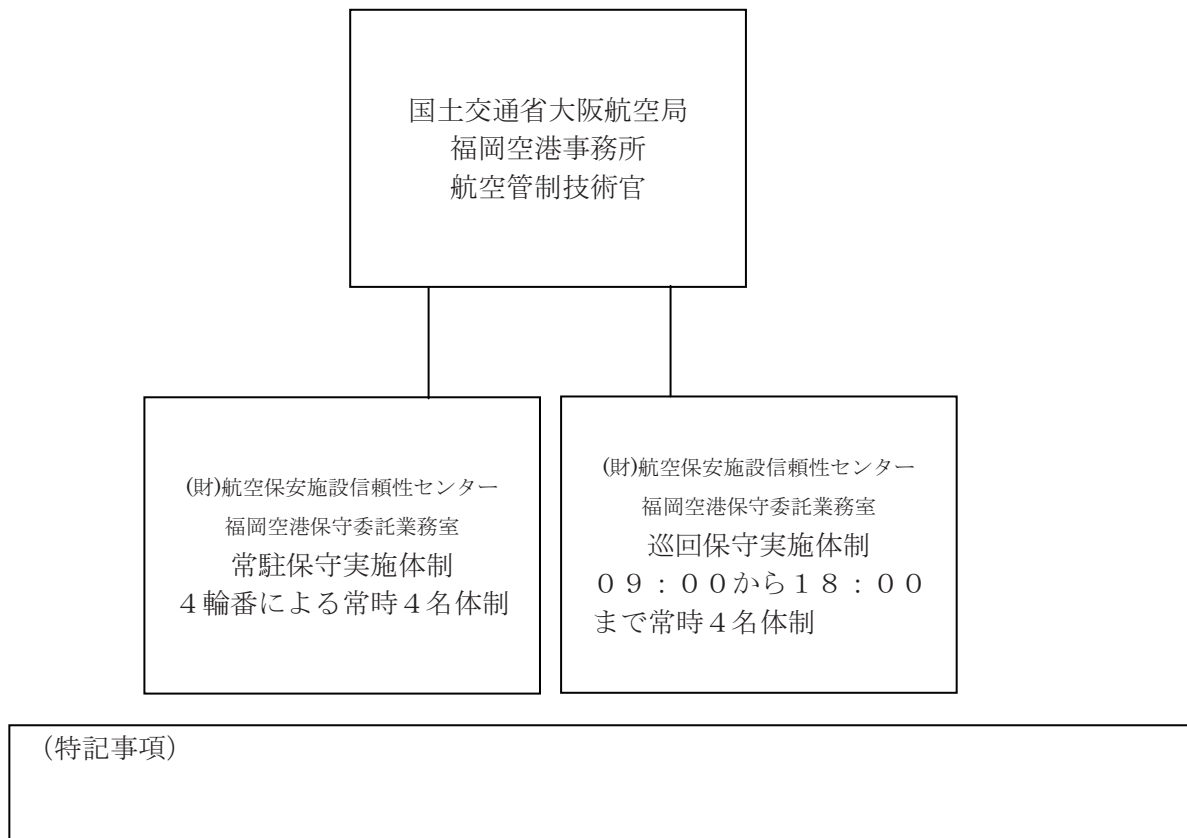 国土交通省大阪航空局
福岡空港事務所
航空管制技術官
(財)航空保安施設信頼性センター
福岡空港保守委託業務室
常駐保守実施体制
４輪番による常時４名体制
(財)航空保安施設信頼性センター
福岡空港保守委託業務室
巡回保守実施体制
０９：００から１８：００
まで常時４名体制
（特記事項）